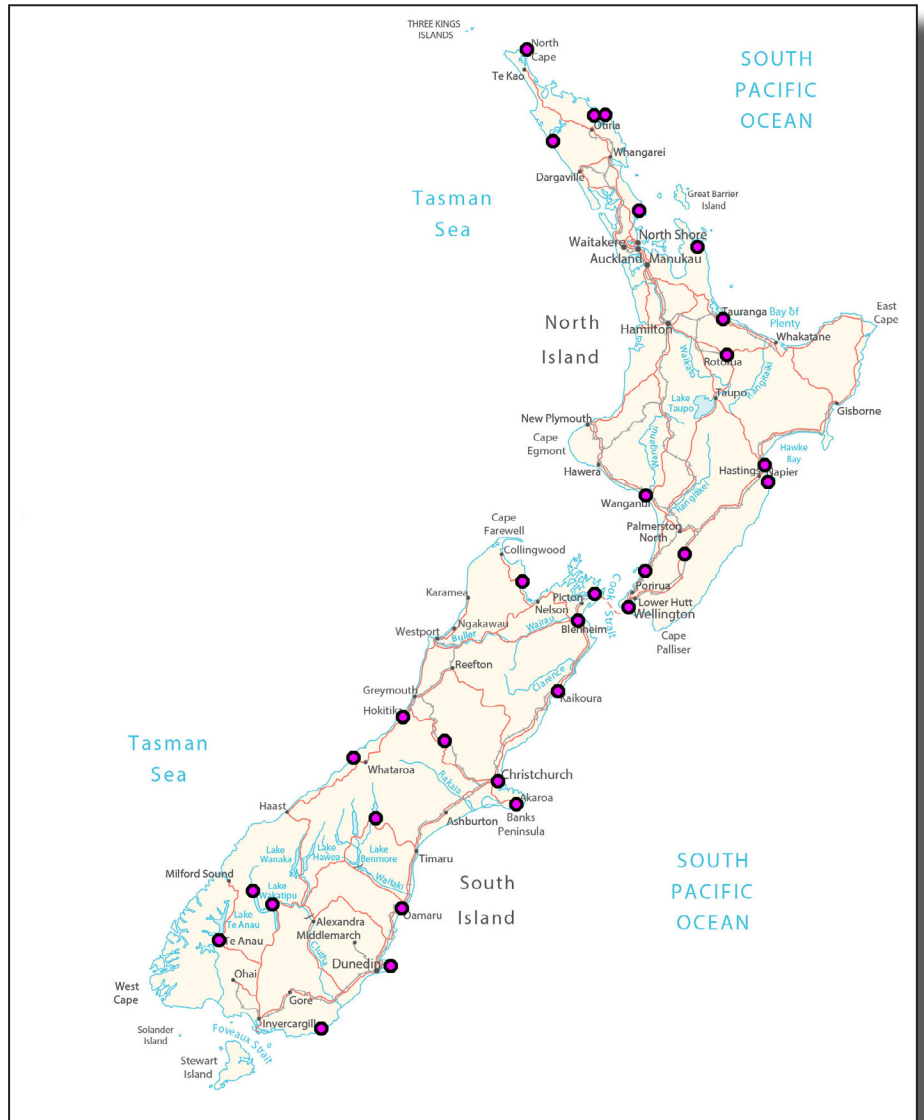 THREE KINGS
ISLANDS
North
Cape
Te Kao
SOUTH
PACIFIC
OCEAN
Otiria
Whangarei
Dargaville
Tasman
Sea
Great Barrier
Island
North Shore
Waitakere
Auckland
Manukau
North
Island
Tauranga
Bay of
Plenty
East
Cape
Hamilton
Whakatane
Waikato
Rotorua
Rangitaiki
Taupo
Lake
Taupo
Gisborne
New Plymouth
Cape
Egmont
Hawke
Bay
Wanganui
Hawera
Hastings
Napier
Wanganui
Rangitikei
Palmerston
North
Cape
Farewell
Collingwood
Karamea
Cook Strait
Porirua
Picton
Nelson
Lower Hutt
Wellington
Ngakawau
Wairau
Blenheim
Westport
Buller
Cape
Palliser
Reefton
Clarence
Greymouth
Kaikoura
Hokitika
Tasman
Sea
Whataroa
Rakaia
Christchurch
Akaroa
Banks
Peninsula
Haast
Ashburton
Lake
Wanaka
Lake
Hawea
Lake
Benmore
Timaru
SOUTH
PACIFIC
OCEAN
Milford Sound
Lake
Wakatipu
Waitaki
South
Island
Lake
Te Anau
Oamaru
Alexandra
Middlemarch
Te Anau
Clutha
Dunedin
Ohai
West
Cape
Gore
Invercargill
Solander
Island
Foveaux Strait
Stewart
Island